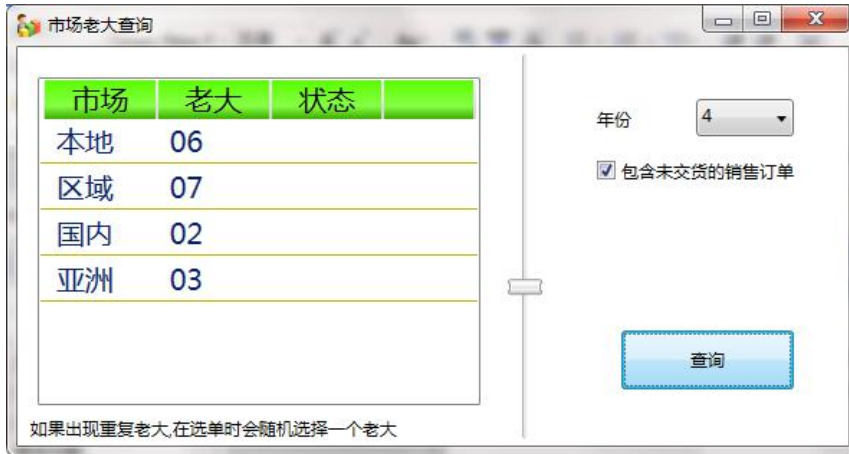 市场老大查询
市场 老大 状态
本地 06
区域 07
国内 02
亚洲 03
年份 4
包含未交货的销售订单
查询
如果出现重复老大,在选单时会随机选择一个老大